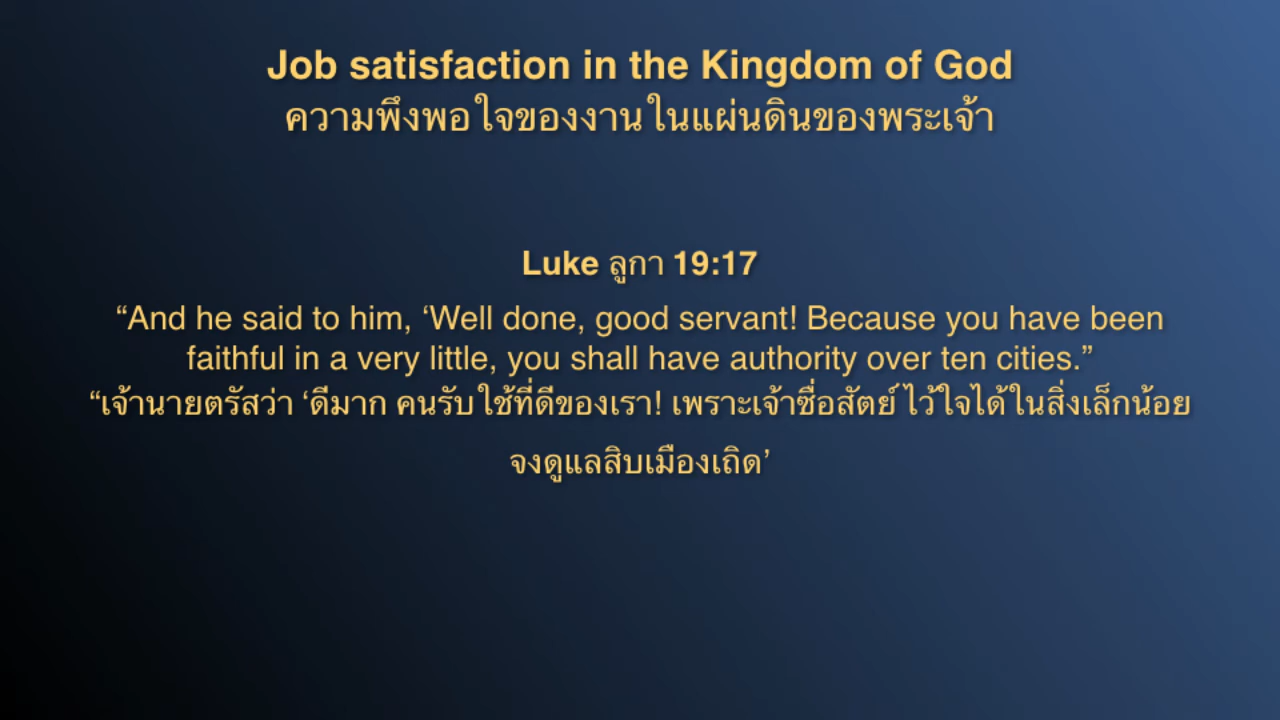 Job satisfaction in the Kingdom of God
ความพึงพอใจของงานในแผ่นดินของพระเจ้า
Luke ลูกา 19:17
“And he said to him, ‘Well done, good servant! Because you have been
faithful in a very little, you shall have authority over ten cities.”
“เจ้านายตรัสว่า ‘ดีมาก คนรับใช้ที่ดีของเรา! เพราะเจ้าซื่อสัตย์ไว้ใจได้ในสิ่งเล็กน้อย
จงดูแลสิบเมืองเถิด’